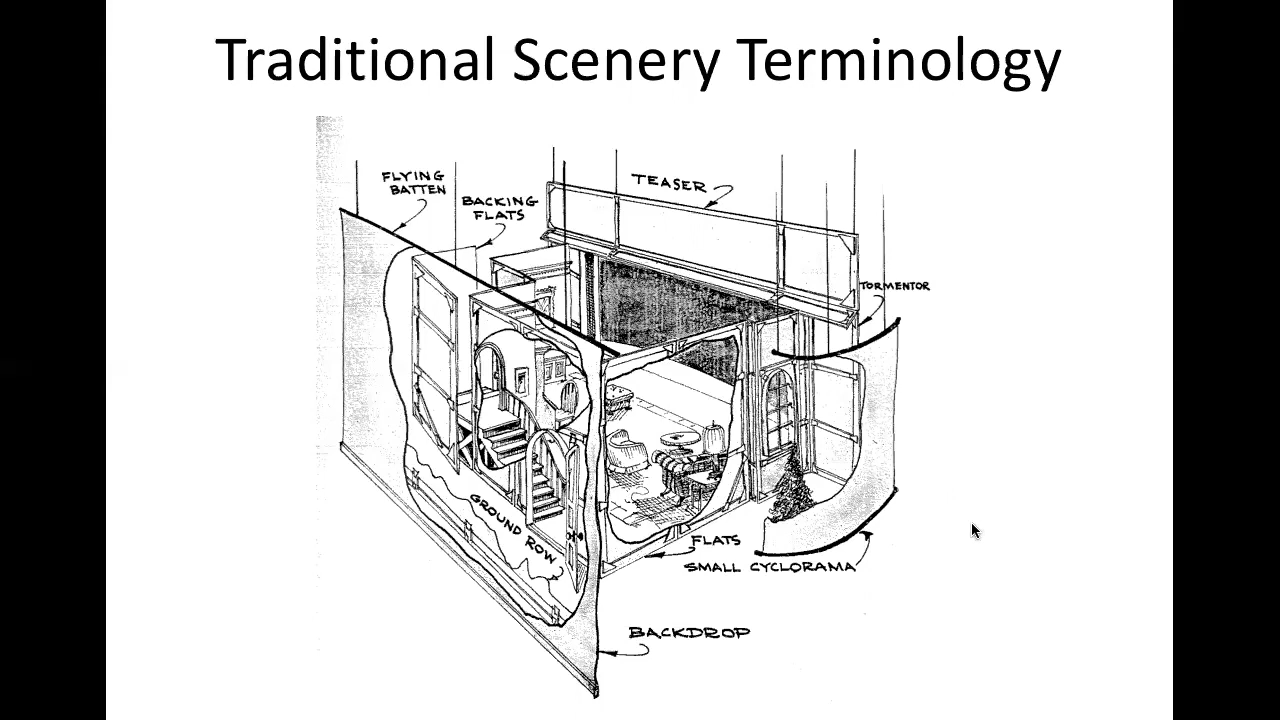 Traditional Scenery Terminology
FLYING
BATTEN
BACKING
FLATS
TEASER
TORMENTOR
GROUND ROW
FLATS
SMALL CYCLORAMA
BACKDROP